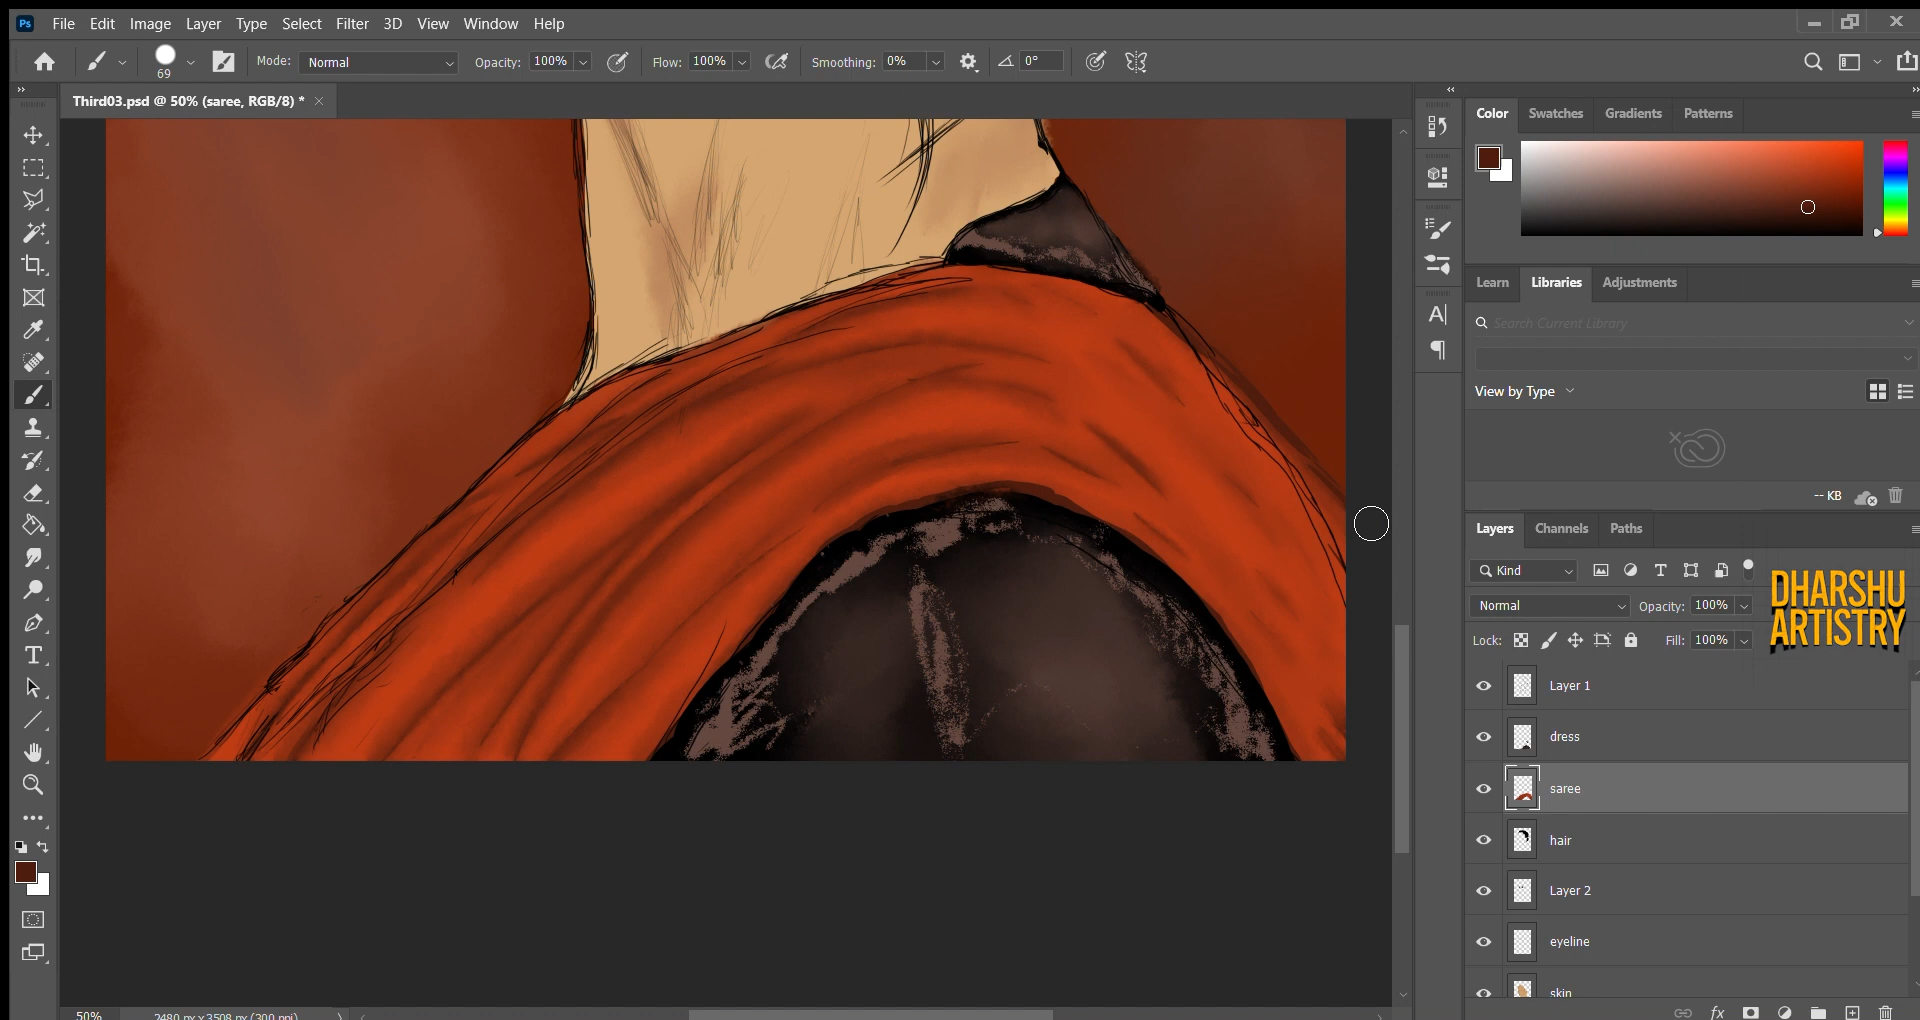 Ps File Edit Image Layer Type Select Filter 3D View Window Help
69 Mode: Normal Opacity: 100% Flow: 100% Smoothing: 0% 0°
Third03.psd @ 50% (saree, RGB/8) *
Color Swatches Gradients Patterns
Learn Libraries Adjustments
Search Current Library
View by Type
-- KB
Layers Channels Paths
Kind
Normal Opacity: 100%
Lock: Fill: 100%
DHARSHU
ARTISTRY
Layer 1
dress
saree
hair
Layer 2
eyeline
skin
fx
50% 2480 px x 3508 px (300 ppi)